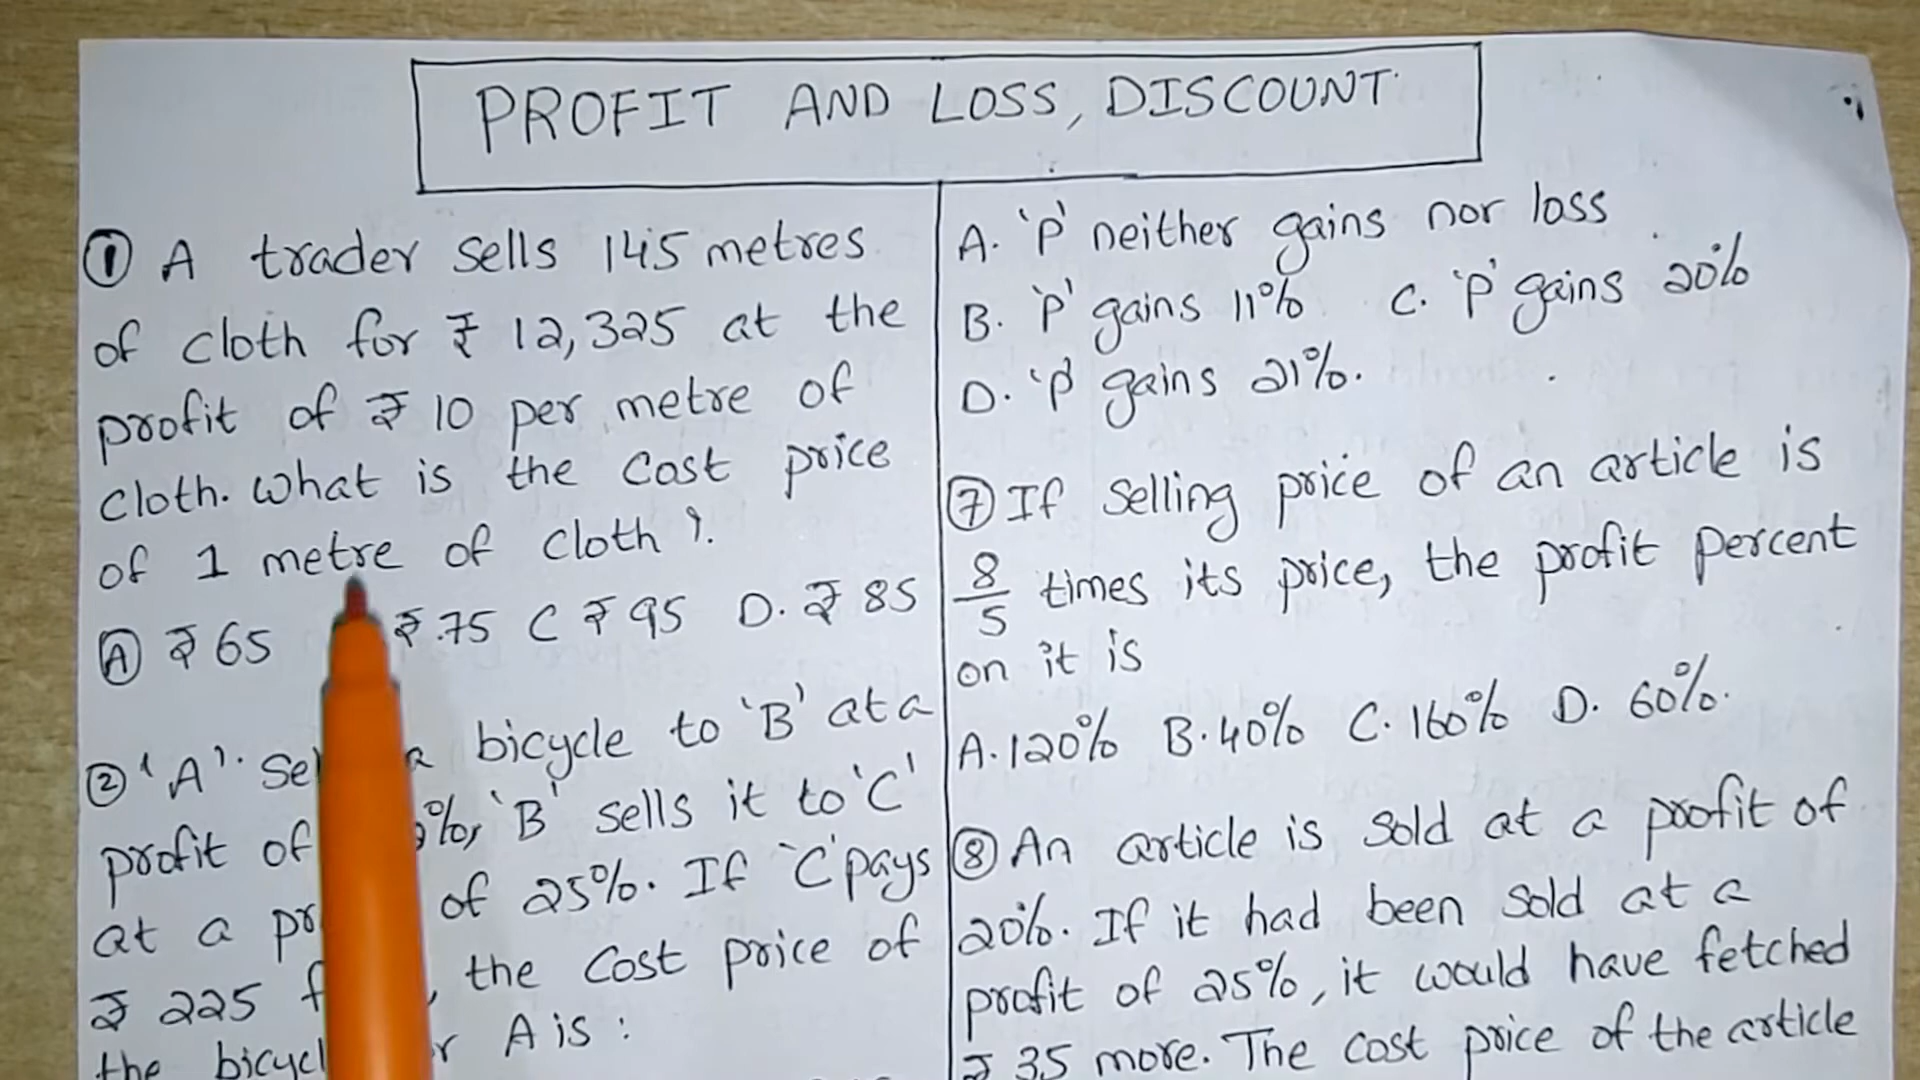 PROFIT AND LOSS, DISCOUNT
① A trader sells 145 metres
of cloth for ₹ 12,325 at the
profit of ₹ 10 per metre of
cloth. What is the cost price
of 1 metre of cloth?
Ⓐ ₹ 65 ₹.75 C ₹ 95 D. ₹ 85
② 'A'. a bicycle to 'B' at a
profit of %, 'B' sells it to 'C'
at a of 25%. If 'C' pays
₹ 225 , the cost price of
the A is :
A. 'P' neither gains nor loss
B. 'P' gains 11% C. 'P' gains 20%
D. 'P' gains 21%.
⑦ If selling price of an article is
8/5 times its price, the profit percent
on it is
A. 120% B. 40% C. 160% D. 60%.
⑧ An article is sold at a profit of
20%. If it had been sold at a
profit of 25%, it would have fetched
₹ 35 more. The cost price of the article